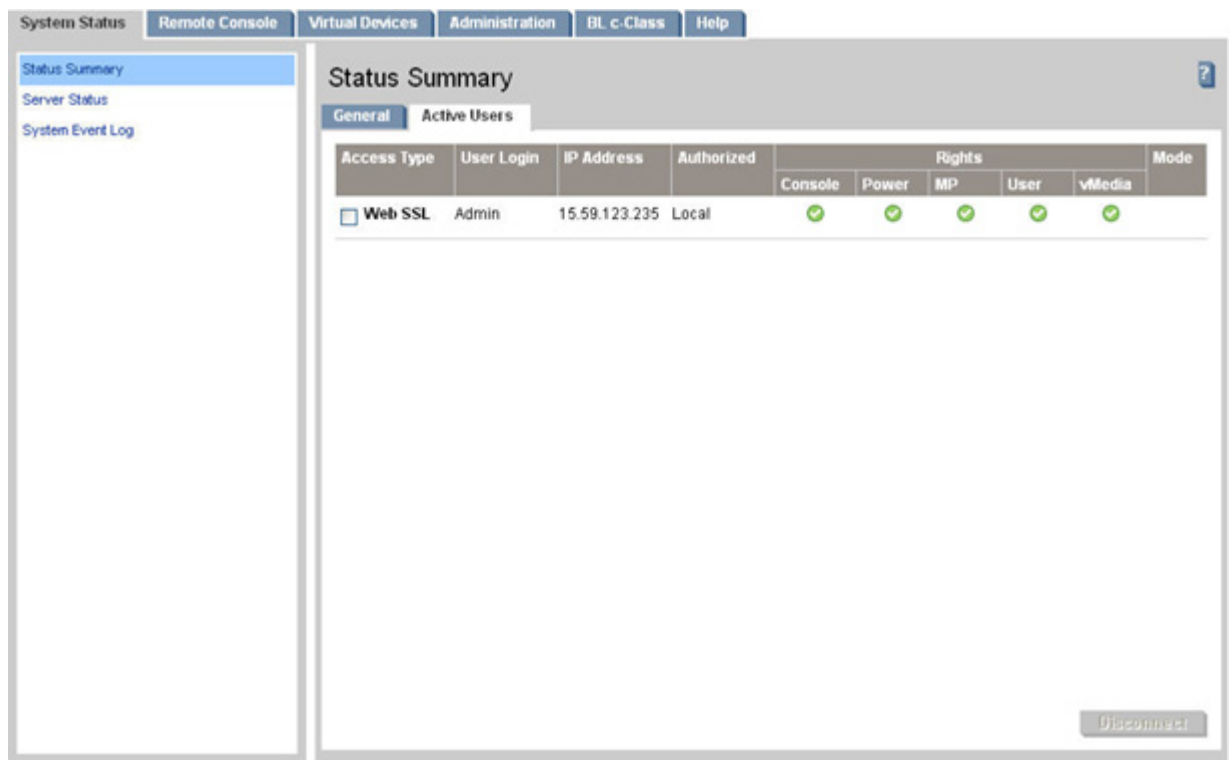 System Status Remote Console Virtual Devices Administration BL c-Class Help
Status Summary
Server Status
System Event Log
Status Summary
?
General Active Users
Access Type User Login IP Address Authorized Rights Mode
Console Power MP User vMedia
Web SSL Admin 15.59.123.235 Local
Disconnect